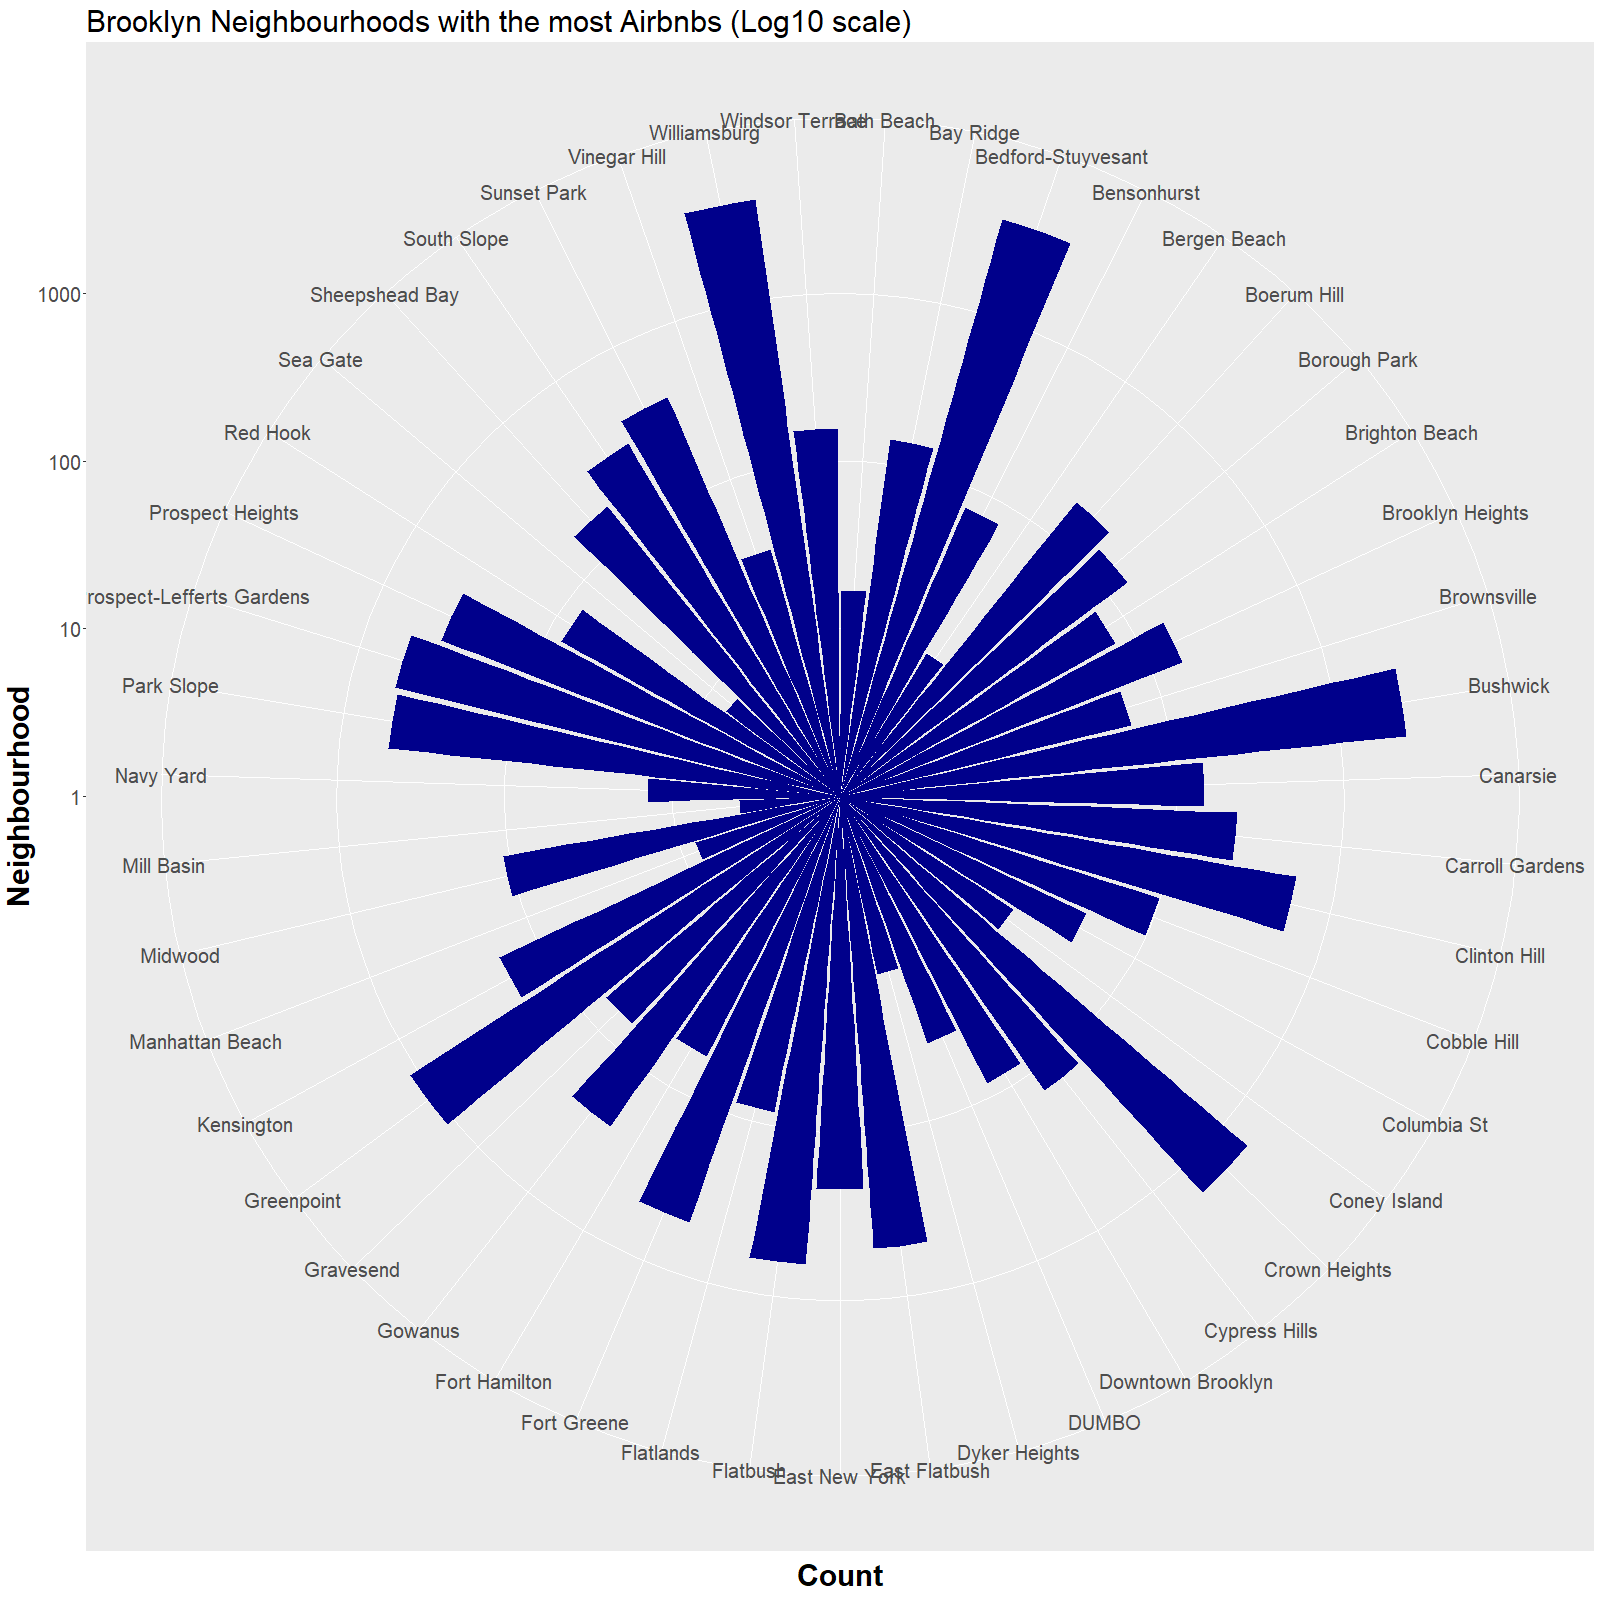 Brooklyn Neighbourhoods with the most Airbnbs (Log10 scale)
Windsor Terrace
Bath Beach
Williamsburg
Bay Ridge
Vinegar Hill
Bedford-Stuyvesant
Sunset Park
Bensonhurst
South Slope
Bergen Beach
1000
Sheepshead Bay
Boerum Hill
Sea Gate
Borough Park
Red Hook
Brighton Beach
100
Prospect Heights
Brooklyn Heights
rospect-Lefferts Gardens
Brownsville
10
Park Slope
Bushwick
Navy Yard
Canarsie
1
Neighbourhood
Mill Basin
Carroll Gardens
Midwood
Clinton Hill
Manhattan Beach
Cobble Hill
Kensington
Columbia St
Greenpoint
Coney Island
Gravesend
Crown Heights
Gowanus
Cypress Hills
Fort Hamilton
Downtown Brooklyn
Fort Greene
DUMBO
Flatlands
Dyker Heights
Flatbush
East New York
East Flatbush
Count